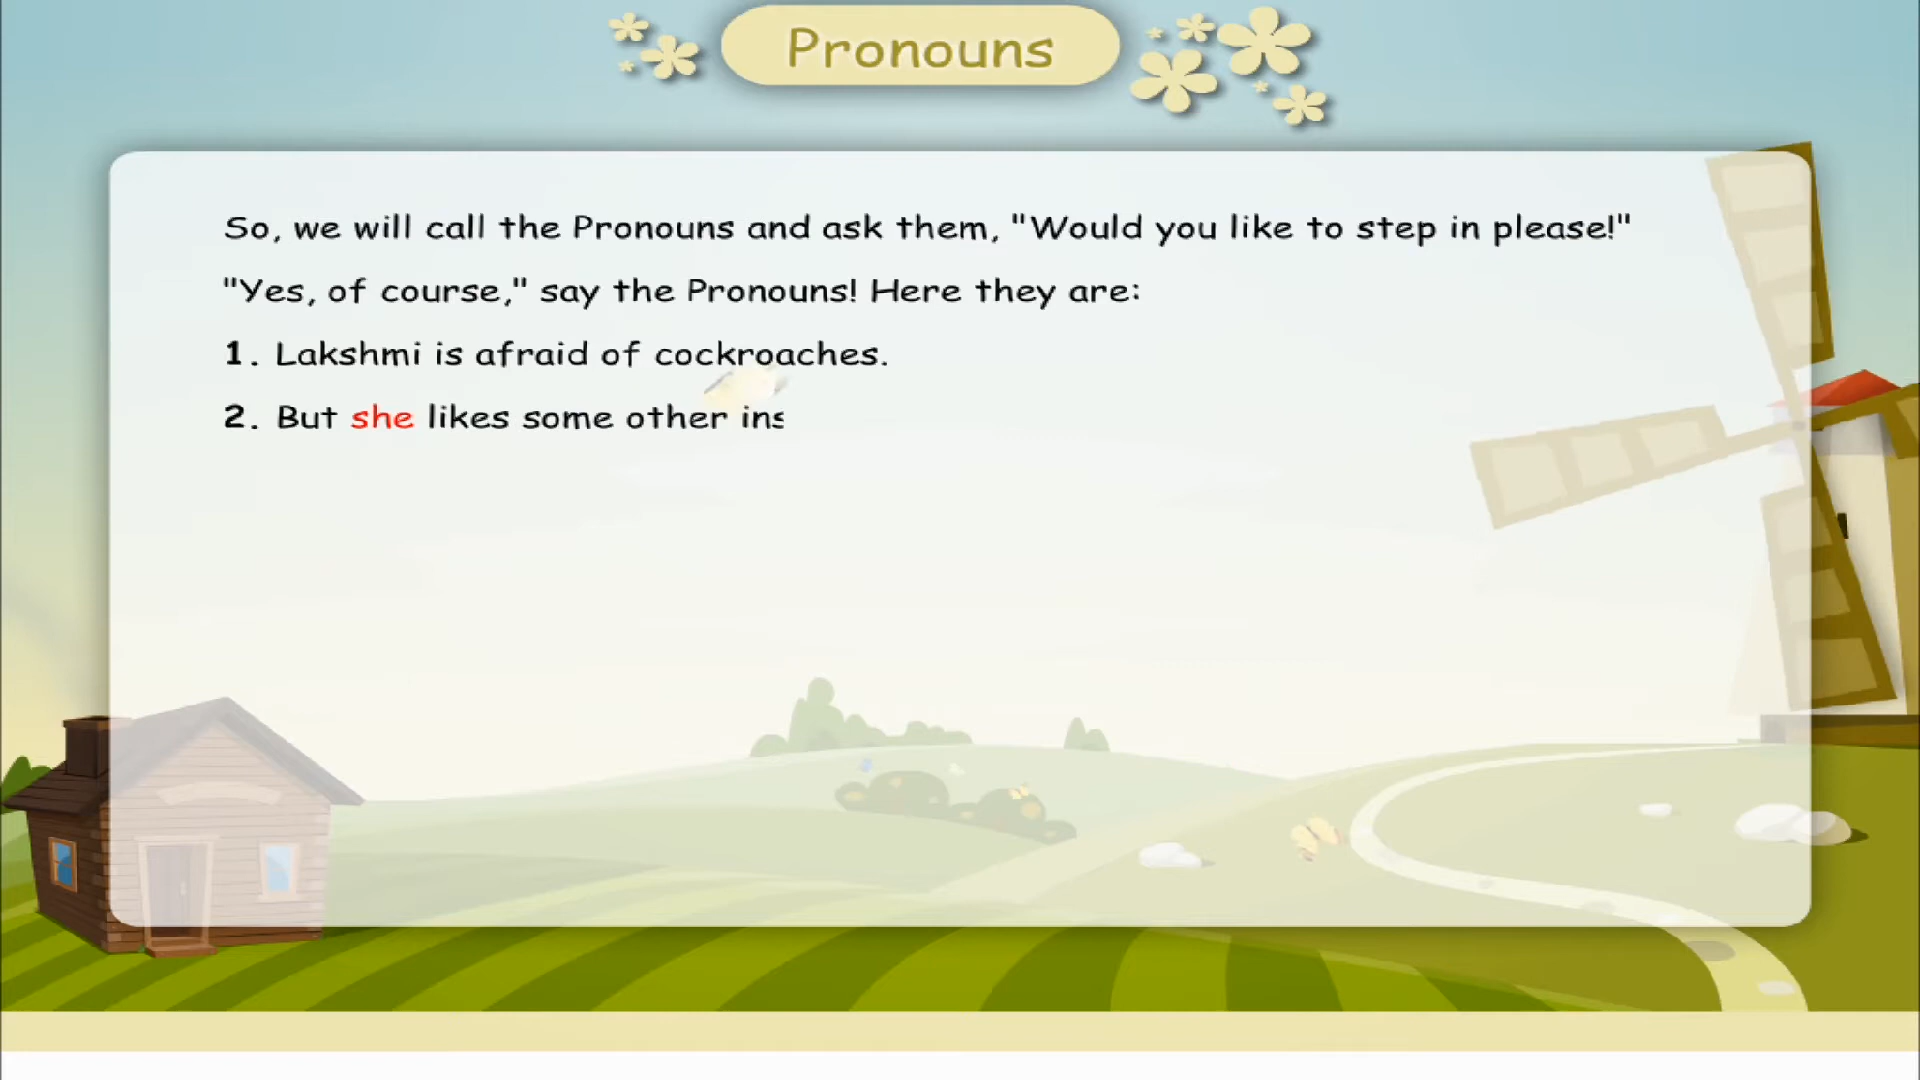 Pronouns
So, we will call the Pronouns and ask them, "Would you like to step in please!"
"Yes, of course," say the Pronouns! Here they are:
1. Lakshmi is afraid of cockroaches.
2. But she likes some other ins